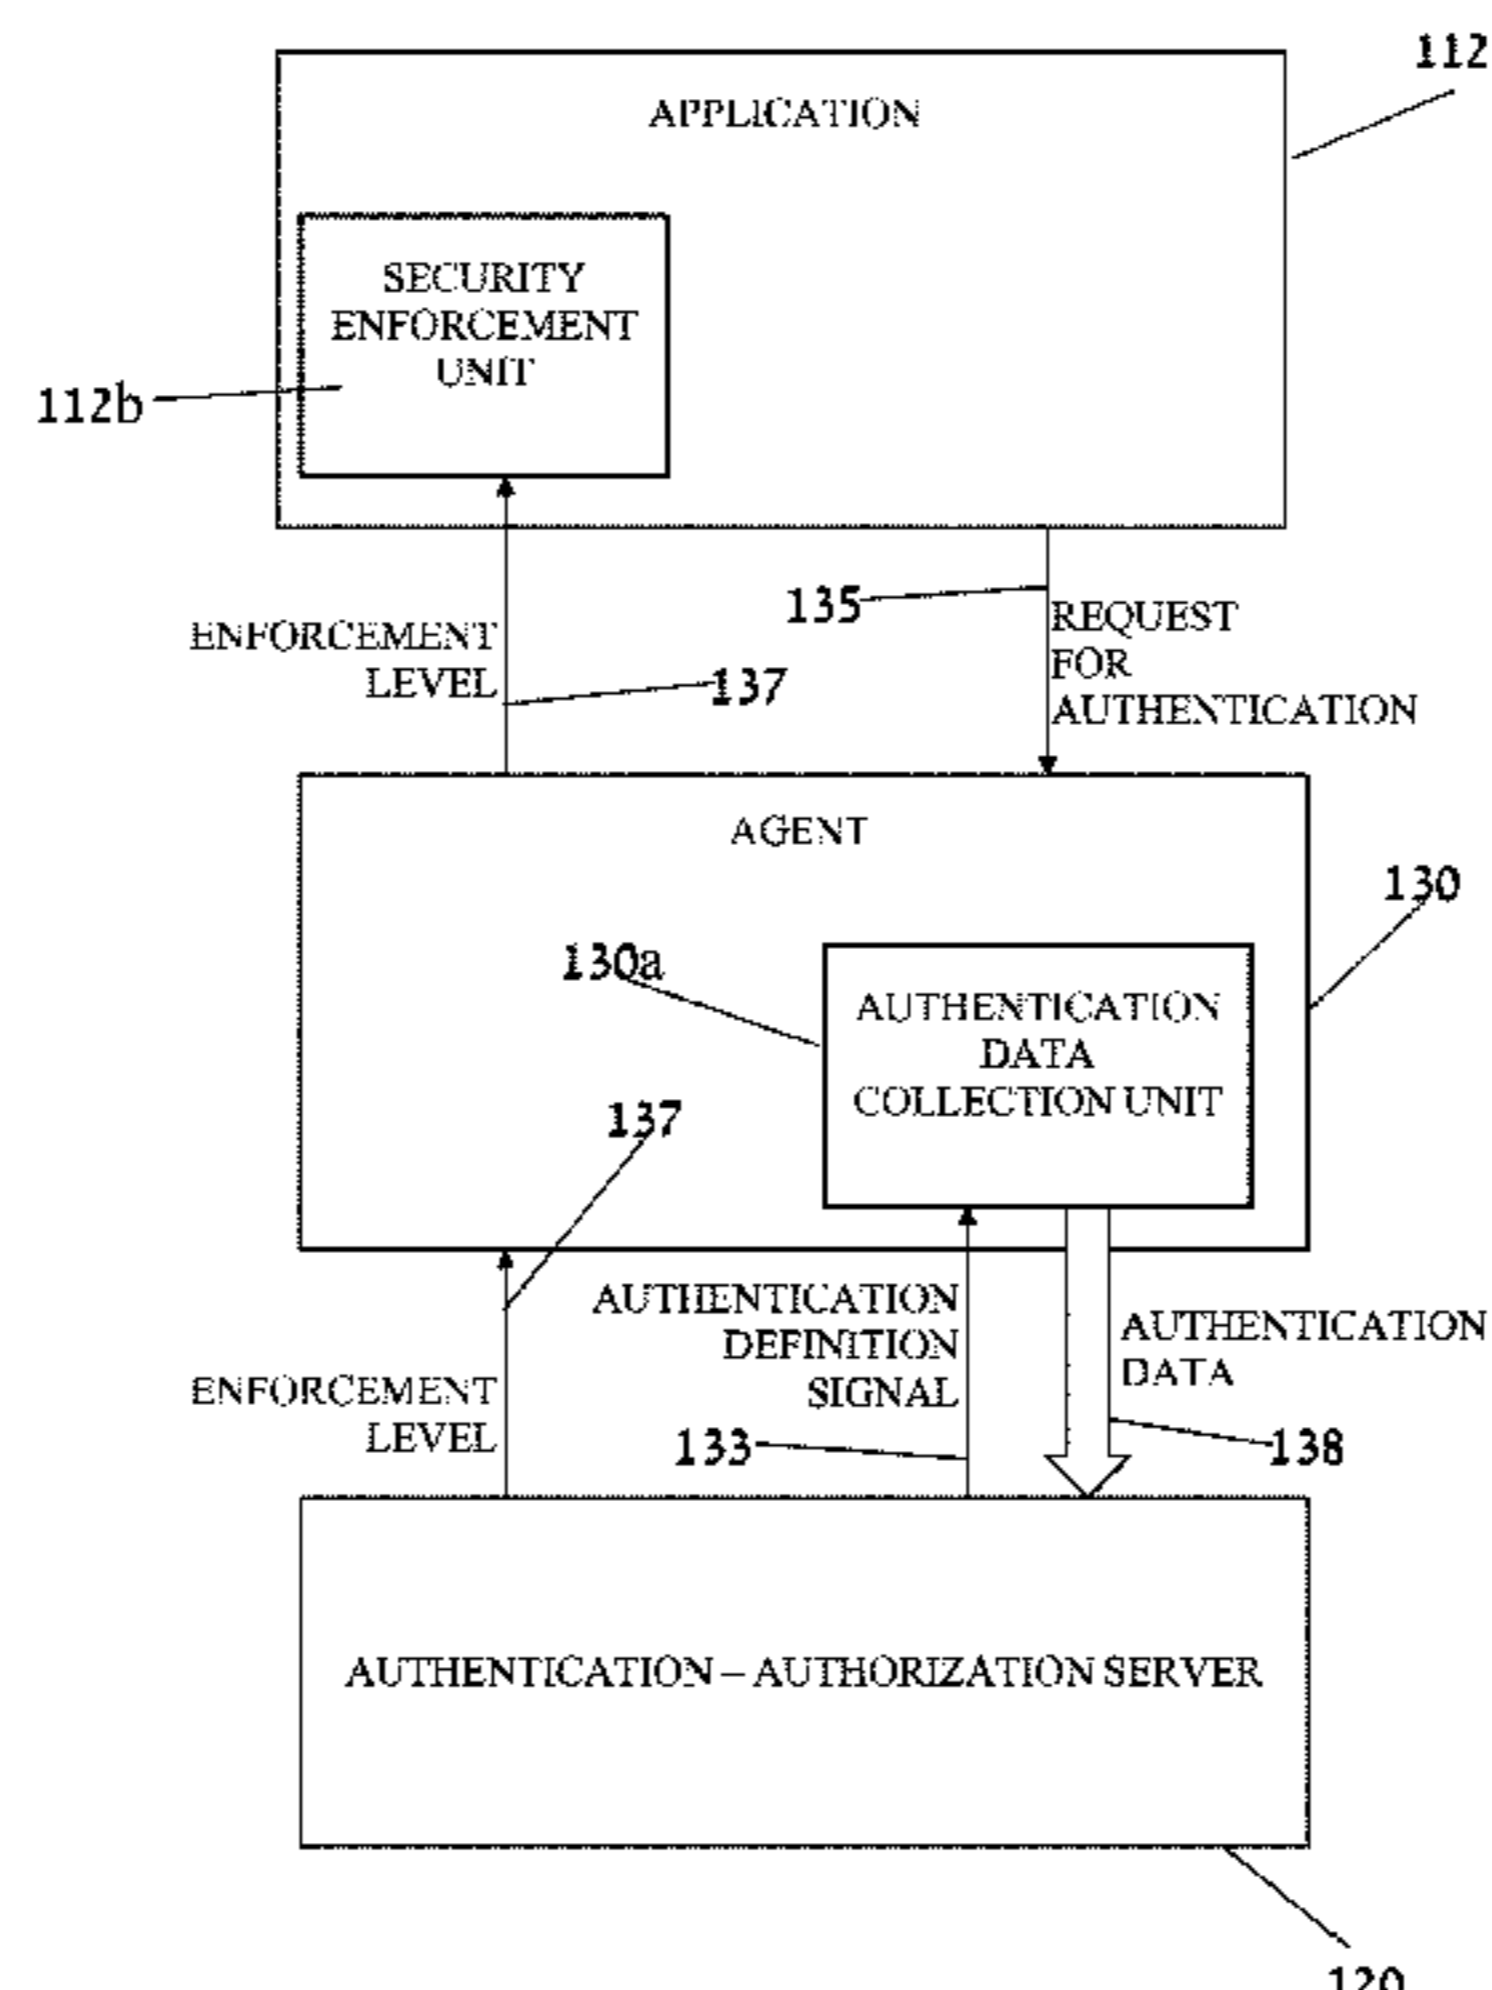 112
APPLICATION
SECURITY
ENFORCEMENT
UNIT
112b
135
REQUEST
FOR
AUTHENTICATION
ENFORCEMENT
LEVEL
137
AGENT
130
130a
AUTHENTICATION
DATA
COLLECTION UNIT
137
AUTHENTICATION
DEFINITION
SIGNAL
AUTHENTICATION
DATA
ENFORCEMENT
LEVEL
133
138
AUTHENTICATION – AUTHORIZATION SERVER
120